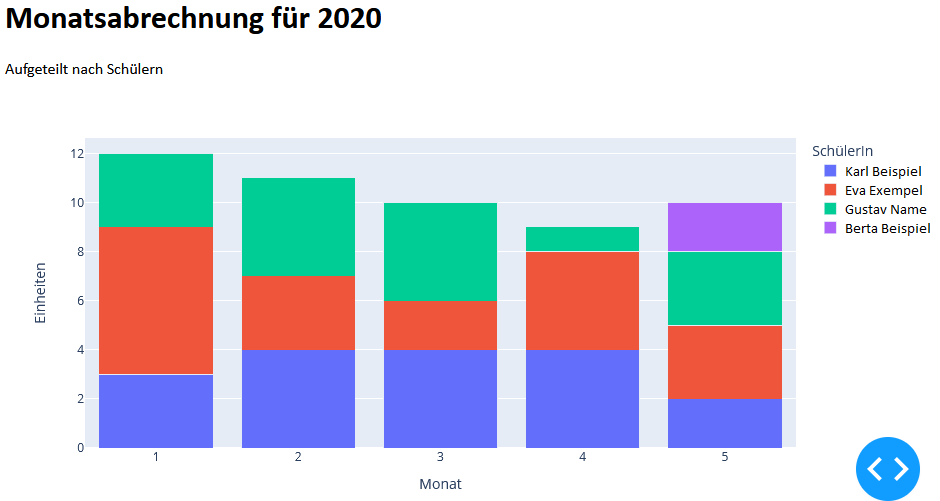 Monatsabrechnung für 2020
Aufgeteilt nach Schülern
SchülerIn
Karl Beispiel
Eva Exempel
Gustav Name
Berta Beispiel
Einheiten
12
10
8
6
4
2
0
1 2 3 4 5
Monat